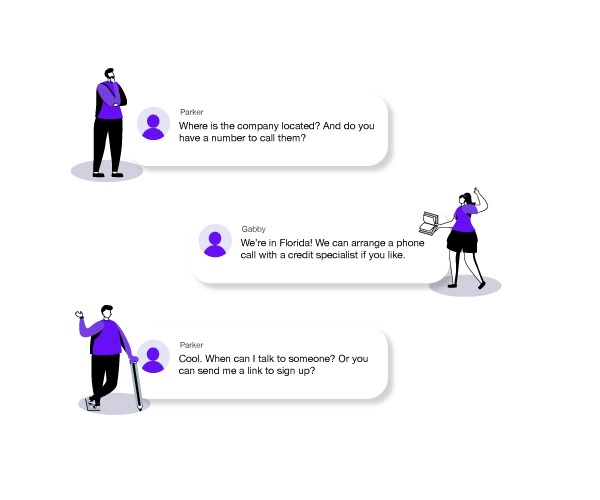 Parker
Where is the company located? And do you
have a number to call them?
Gabby
We're in Florida! We can arrange a phone
call with a credit specialist if you like.
Parker
Cool. When can I talk to someone? Or you
can send me a link to sign up?